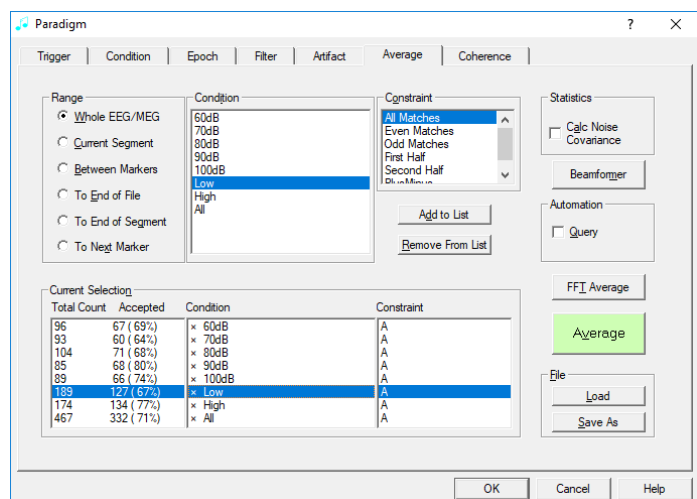 Paradigm ? ×
Trigger Condition Epoch Filter Artifact Average Coherence
Range Condition Constraint Statistics
Whole EEG/MEG
Current Segment
Between Markers
To End of File
To End of Segment
To Next Marker
60dB
70dB
80dB
90dB
100dB
Low
High
All
All Matches
Even Matches
Odd Matches
First Half
Second Half
PlusMinus
Add to List
Remove From List
Calc Noise
Covariance
Beamformer
Automation
Query
FFT Average
Average
File
Load
Save As
Current Selection
Total Count Accepted Condition Constraint
96 67 ( 69%) × 60dB A
93 60 ( 64%) × 70dB A
104 71 ( 68%) × 80dB A
85 68 ( 80%) × 90dB A
89 66 ( 74%) × 100dB A
189 127 ( 67%) × Low A
174 134 ( 77%) × High A
467 332 ( 71%) × All A
OK Cancel Help